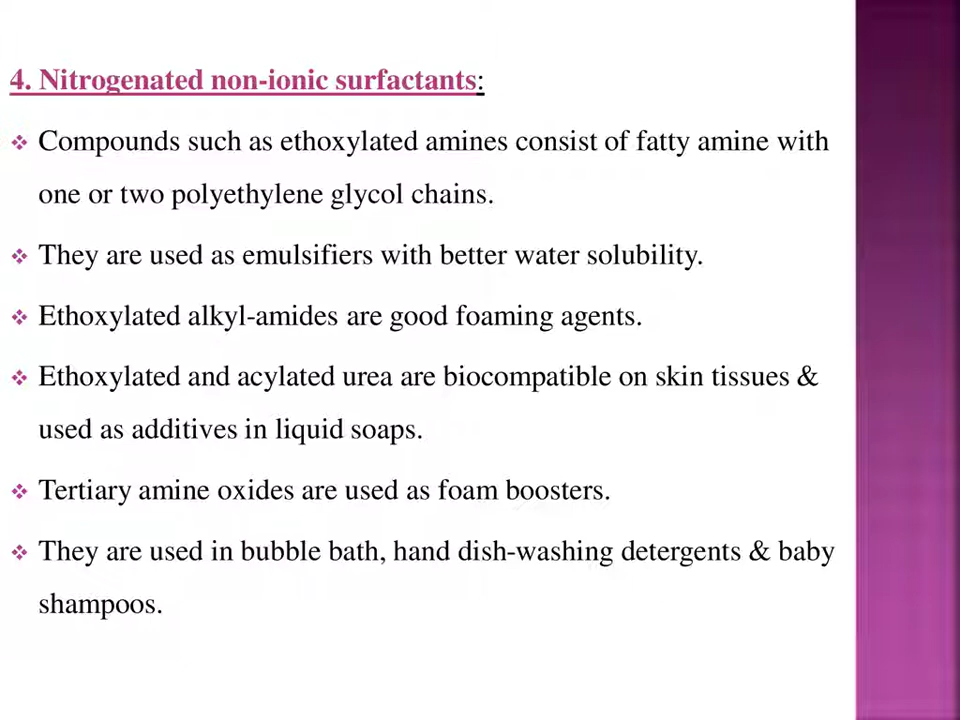 4. Nitrogenated non-ionic surfactants:
❖ Compounds such as ethoxylated amines consist of fatty amine with
one or two polyethylene glycol chains.
❖ They are used as emulsifiers with better water solubility.
❖ Ethoxylated alkyl-amides are good foaming agents.
❖ Ethoxylated and acylated urea are biocompatible on skin tissues &
used as additives in liquid soaps.
❖ Tertiary amine oxides are used as foam boosters.
❖ They are used in bubble bath, hand dish-washing detergents & baby
shampoos.